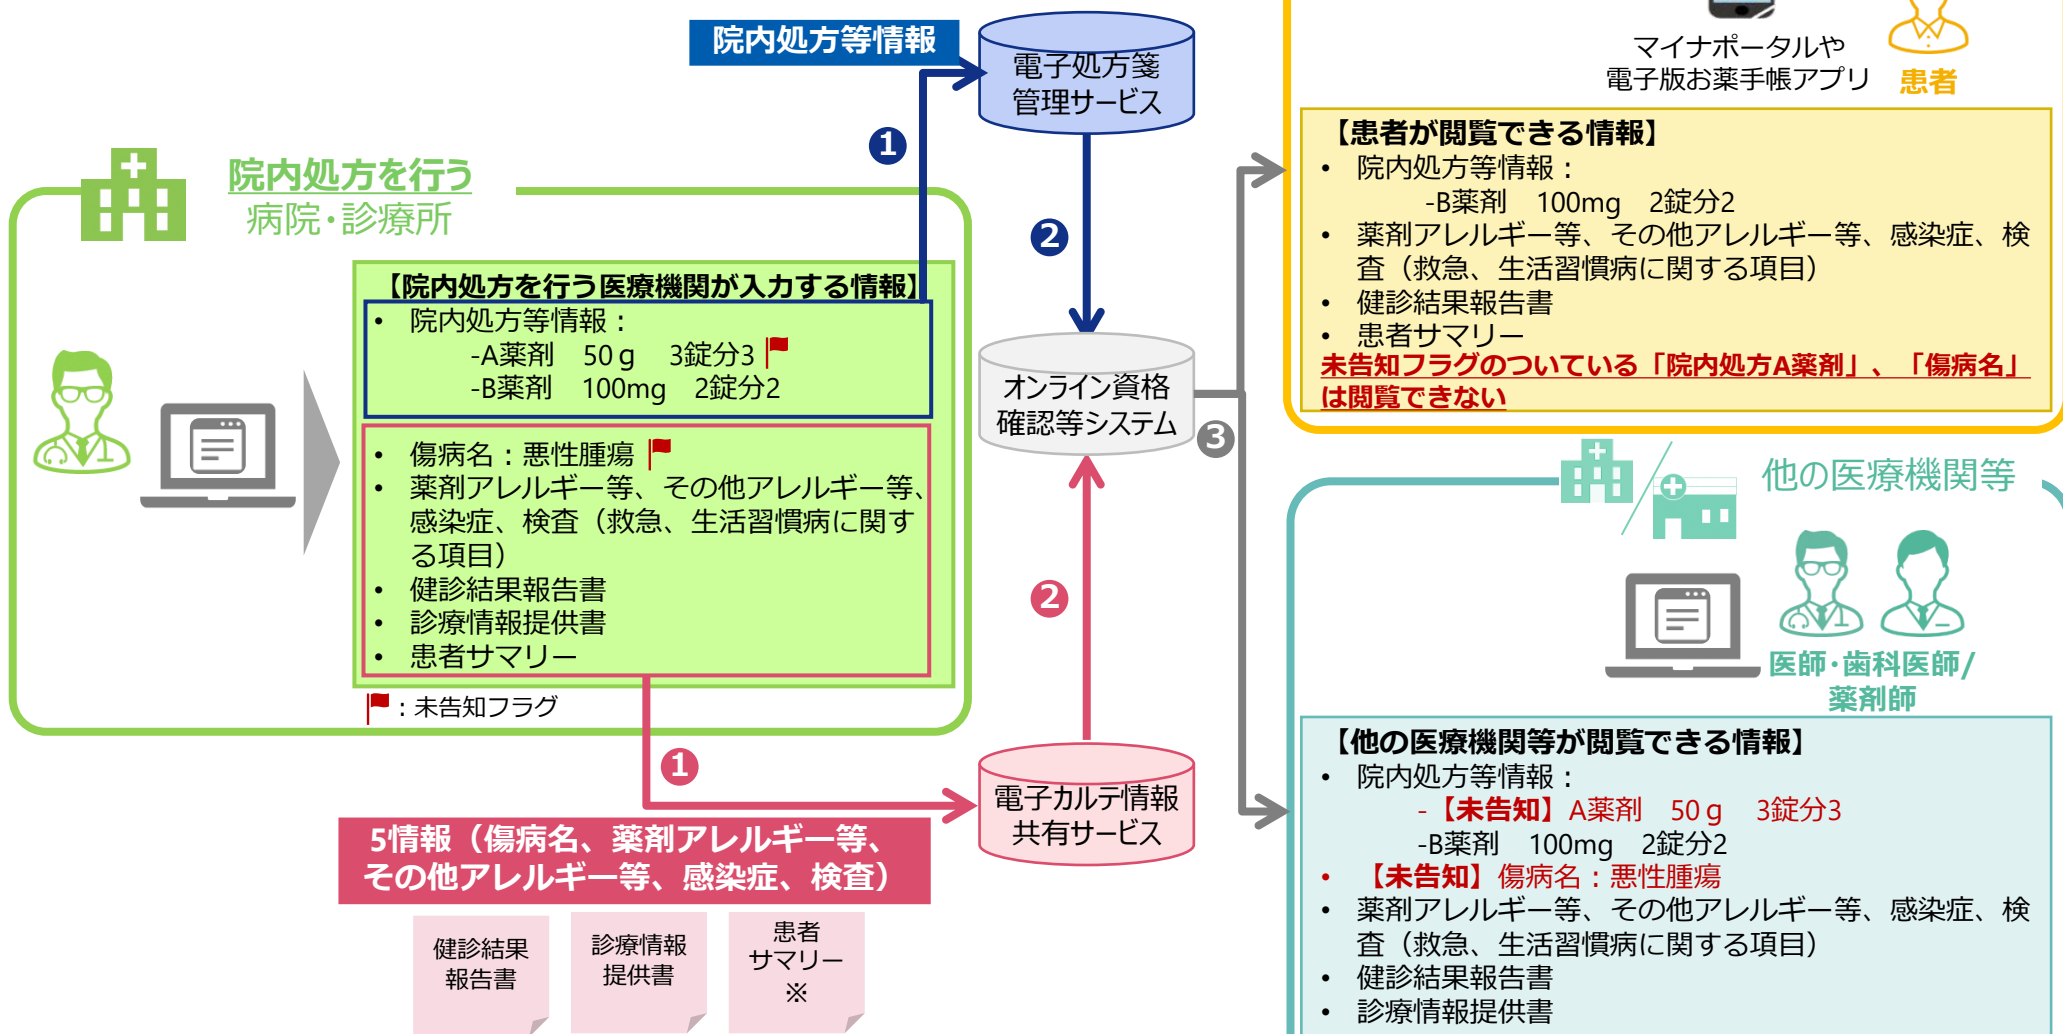 院内処方等情報
電子処方箋
管理サービス
❶
院内処方を行う
病院・診療所
【院内処方を行う医療機関が入力する情報】
• 院内処方等情報：
-A薬剤　50ｇ　3錠分3
-B薬剤　100mg　2錠分2
• 傷病名：悪性腫瘍
• 薬剤アレルギー等、その他アレルギー等、
感染症、検査（救急、生活習慣病に関す
る項目）
• 健診結果報告書
• 診療情報提供書
• 患者サマリー
：未告知フラグ
❶
5情報（傷病名、薬剤アレルギー等、
その他アレルギー等、感染症、検査）
健診結果
報告書
診療情報
提供書
患者
サマリー
※
❷
オンライン資格
確認等システム
❷
電子カルテ情報
共有サービス
❸
マイナポータルや
電子版お薬手帳アプリ
患者
【患者が閲覧できる情報】
• 院内処方等情報：
-B薬剤　100mg　2錠分2
• 薬剤アレルギー等、その他アレルギー等、感染症、検
査（救急、生活習慣病に関する項目）
• 健診結果報告書
• 患者サマリー
未告知フラグのついている「院内処方A薬剤」、「傷病名」
は閲覧できない
他の医療機関等
医師・歯科医師/
薬剤師
【他の医療機関等が閲覧できる情報】
• 院内処方等情報：
-【未告知】A薬剤　50ｇ　3錠分3
-B薬剤　100mg　2錠分2
• 【未告知】傷病名：悪性腫瘍
• 薬剤アレルギー等、その他アレルギー等、感染症、検
査（救急、生活習慣病に関する項目）
• 健診結果報告書
• 診療情報提供書